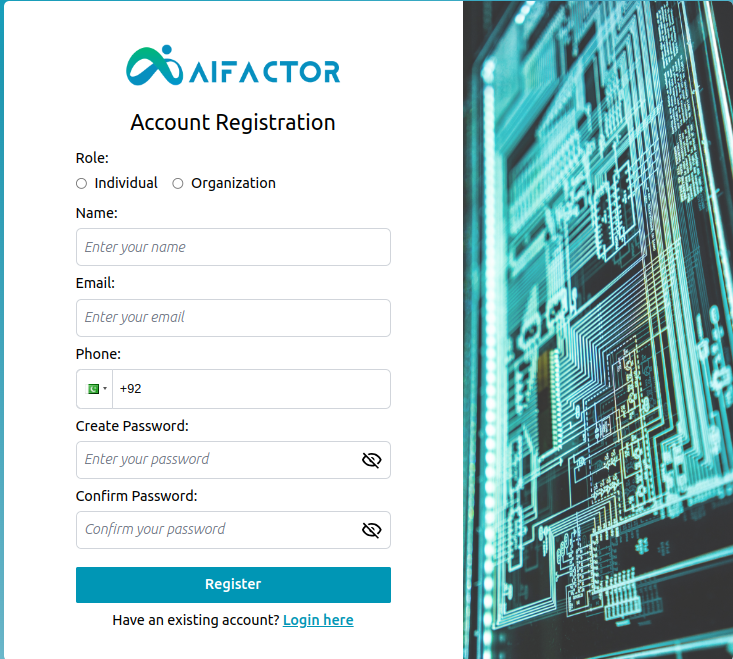 AIFACTOR
Account Registration
Role:
Individual Organization
Name:
Enter your name
Email:
Enter your email
Phone:
+92
Create Password:
Enter your password
Confirm Password:
Confirm your password
Register
Have an existing account? Login here